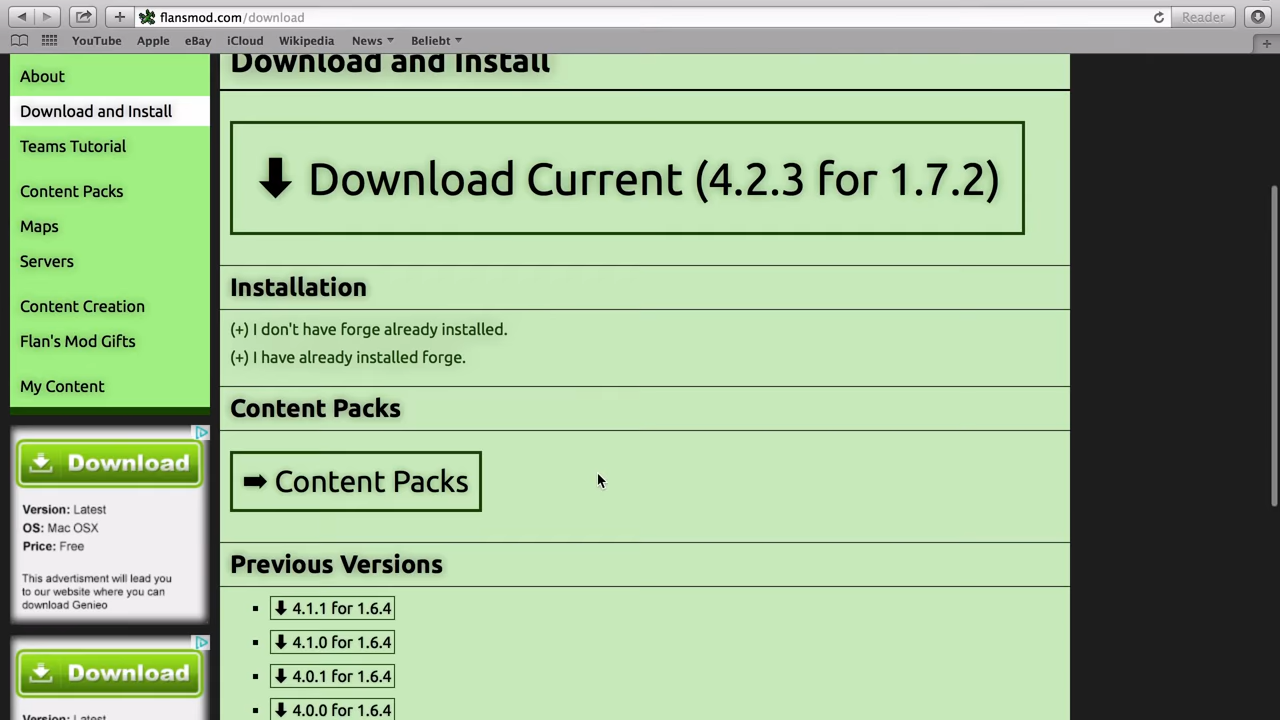 flansmod.com/download
Reader
YouTube
Apple
eBay
iCloud
Wikipedia
News
Beliebt
About
Download and Install
Teams Tutorial
Content Packs
Maps
Servers
Content Creation
Flan's Mod Gifts
My Content
Download
Version: Latest
OS: Mac OSX
Price: Free
This advertisment will lead you
to our website where you can
download Genieo
Download
Version: Latest
Download and Install
Download Current (4.2.3 for 1.7.2)
Installation
(+) I don't have forge already installed.
(+) I have already installed forge.
Content Packs
Content Packs
Previous Versions
4.1.1 for 1.6.4
4.1.0 for 1.6.4
4.0.1 for 1.6.4
4.0.0 for 1.6.4